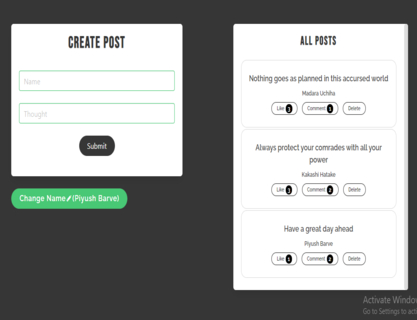 CREATE POST
Name
Thought
Submit
Change Name (Piyush Barve)
ALL POSTS
Nothing goes as planned in this accursed world
Madara Uchiha
Like 3 Comment 1 Delete
Always protect your comrades with all your
power
Kakashi Hatake
Like 3 Comment 2 Delete
Have a great day ahead
Piyush Barve
Like 1 Comment 2 Delete
Activate Windo
Go to Settings to acti